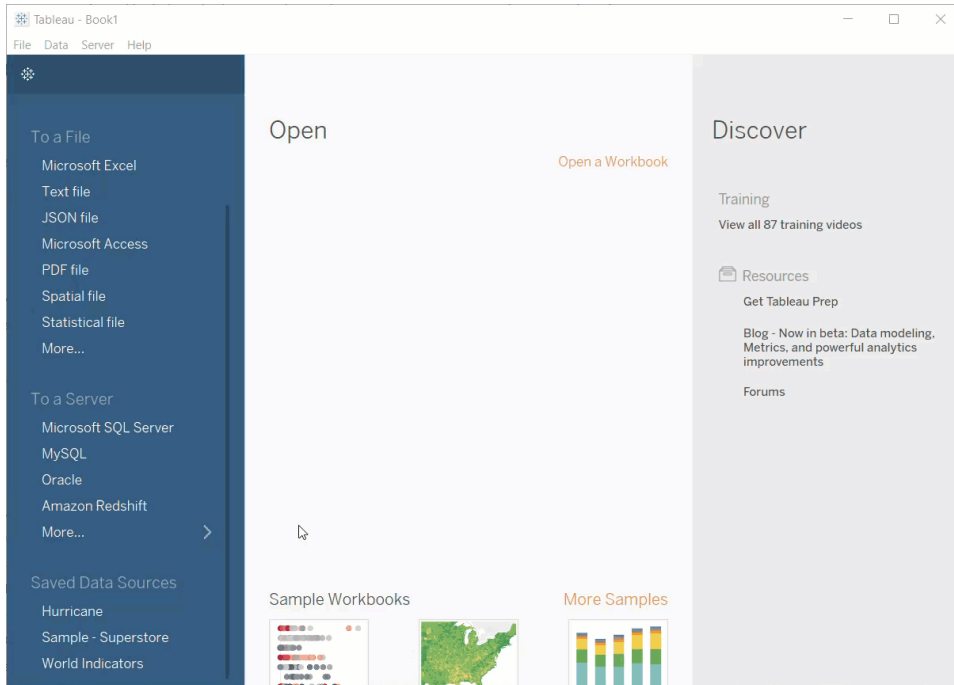 Tableau - Book1
File Data Server Help
To a File
Microsoft Excel
Text file
JSON file
Microsoft Access
PDF file
Spatial file
Statistical file
More...
To a Server
Microsoft SQL Server
MySQL
Oracle
Amazon Redshift
More...
Saved Data Sources
Hurricane
Sample - Superstore
World Indicators
Open
Open a Workbook
Sample Workbooks
More Samples
Discover
Training
View all 87 training videos
Resources
Get Tableau Prep
Blog - Now in beta: Data modeling,
Metrics, and powerful analytics
improvements
Forums